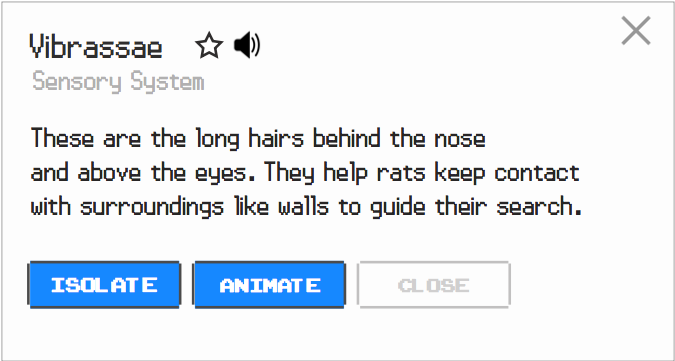 Vibrassae
Sensory System
These are the long hairs behind the nose
and above the eyes. They help rats keep contact
with surroundings like walls to guide their search.
ISOLATE ANIMATE CLOSE